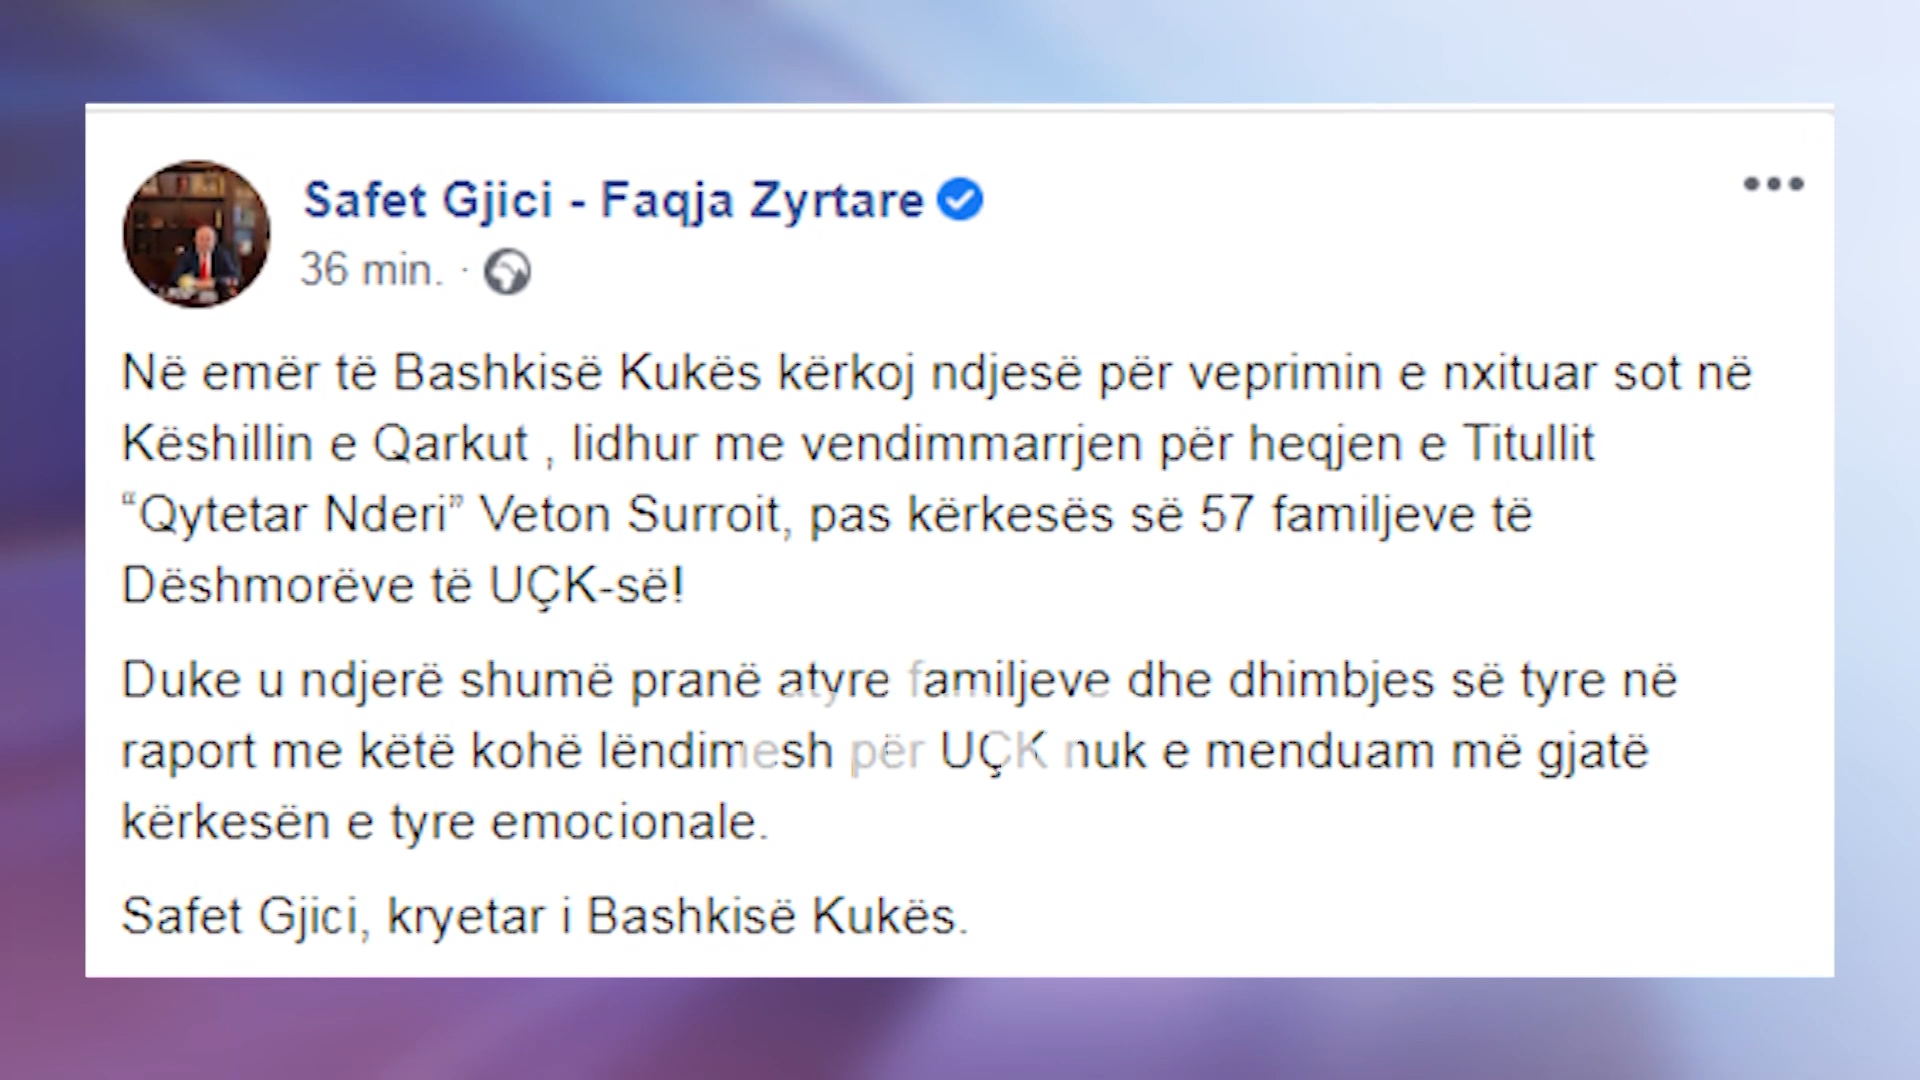 Safet Gjici - Faqja Zyrtare
36 min. ·
Në emër të Bashkisë Kukës kërkoj ndjesë për veprimin e nxituar sot në
Këshillin e Qarkut , lidhur me vendimmarrjen për heqjen e Titullit
“Qytetar Nderi” Veton Surroit, pas kërkesës së 57 familjeve të
Dëshmorëve të UÇK-së!
Duke u ndjerë shumë pranë atyre familjeve dhe dhimbjes së tyre në
raport me këtë kohë lëndimesh për UÇK nuk e menduam më gjatë
kërkesën e tyre emocionale.
Safet Gjici, kryetar i Bashkisë Kukës.